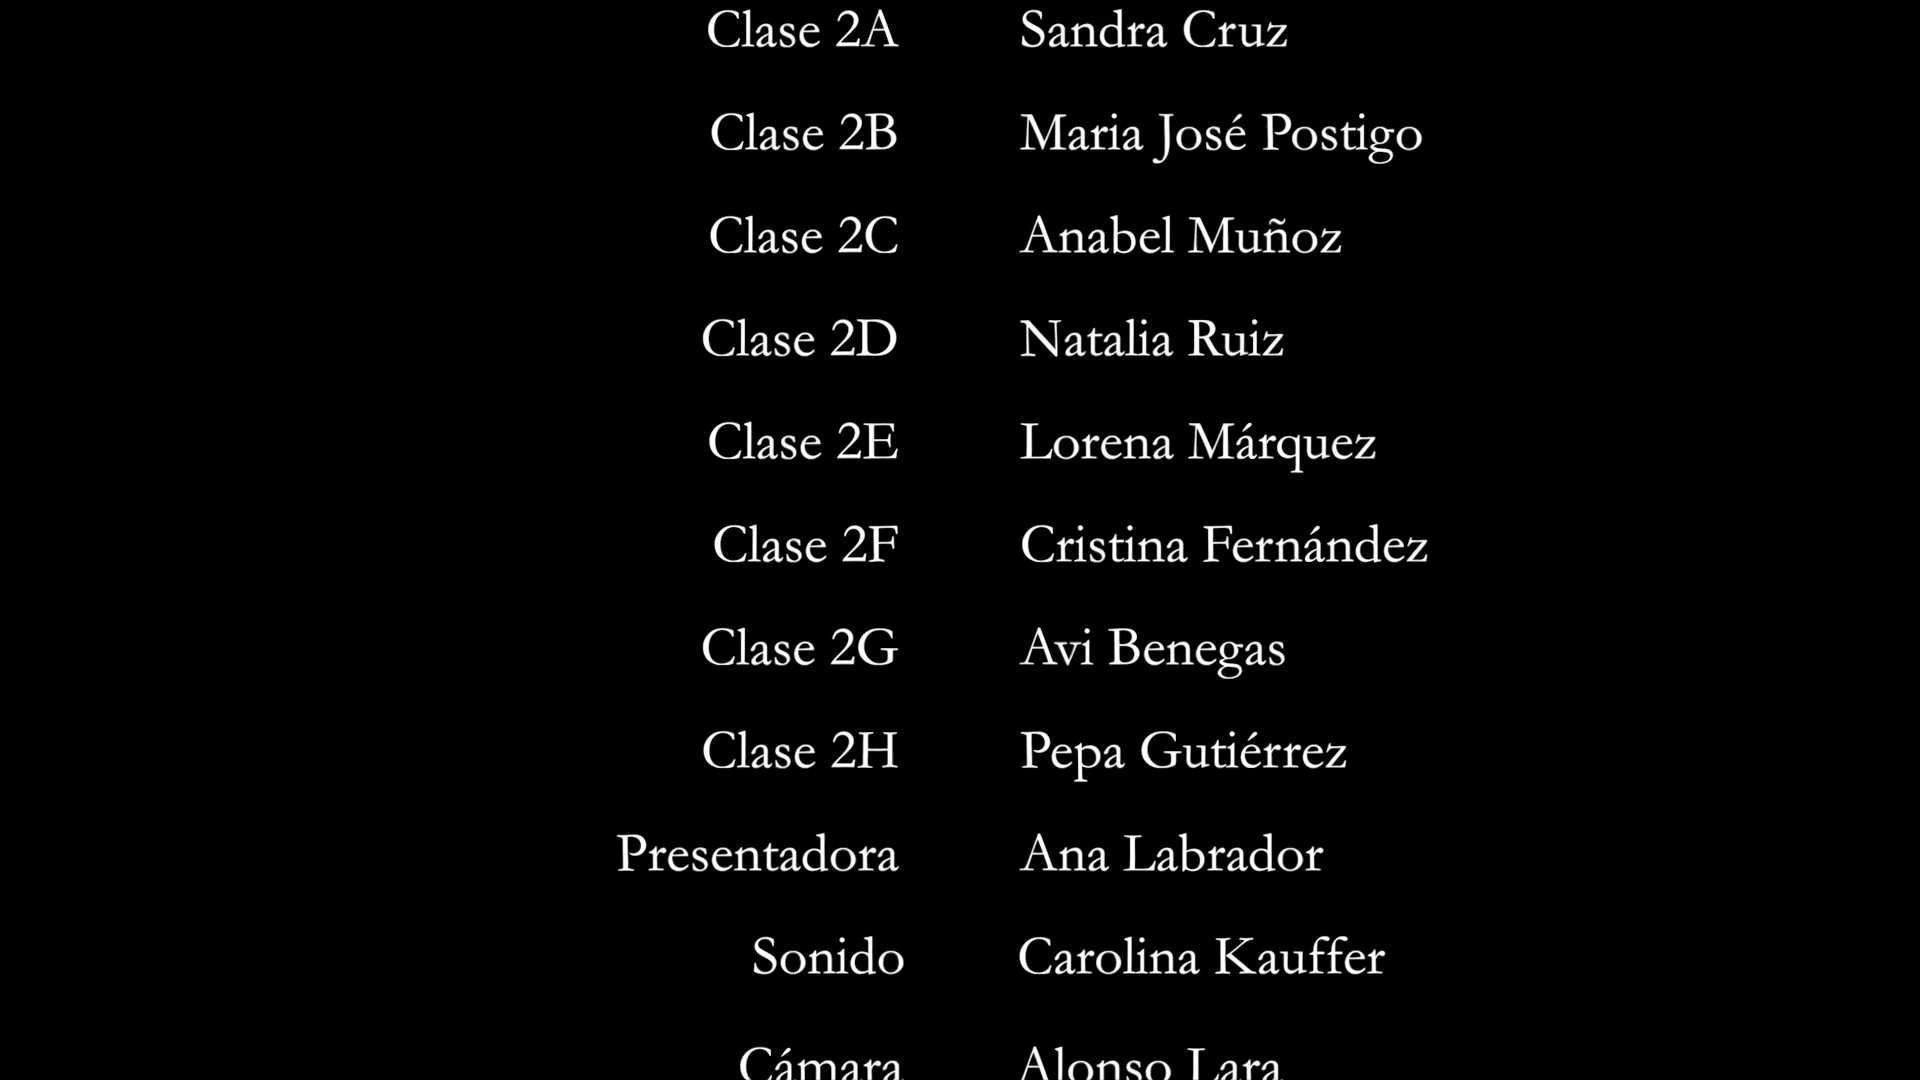 Clase 2A Sandra Cruz
Clase 2B Maria José Postigo
Clase 2C Anabel Muñoz
Clase 2D Natalia Ruiz
Clase 2E Lorena Márquez
Clase 2F Cristina Fernández
Clase 2G Avi Benegas
Clase 2H Pepa Gutiérrez
Presentadora Ana Labrador
Sonido Carolina Kauffer
Cámara Alonso Lara